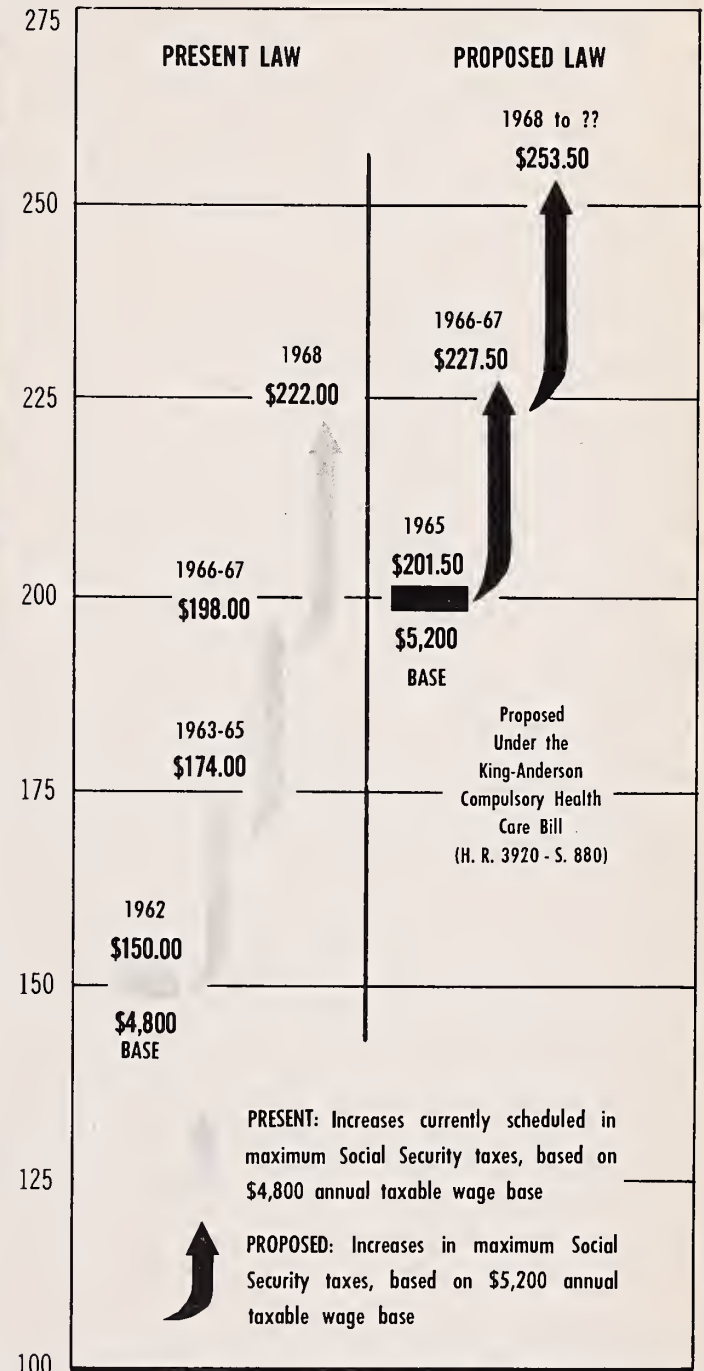 275
PRESENT LAW
PROPOSED LAW
1968 to ??
$253.50
250
1966-67
$227.50
1968
$222.00
225
1965
$201.50
1966-67
$198.00
200
$5,200
BASE
1963-65
$174.00
Proposed
Under the
King-Anderson
Compulsory Health
Care Bill
(H. R. 3920 - S. 880)
175
1962
$150.00
150
$4,800
BASE
PRESENT: Increases currently scheduled in
maximum Social Security taxes, based on
$4,800 annual taxable wage base
125
PROPOSED: Increases in maximum Social
Security taxes, based on $5,200 annual
taxable wage base
100